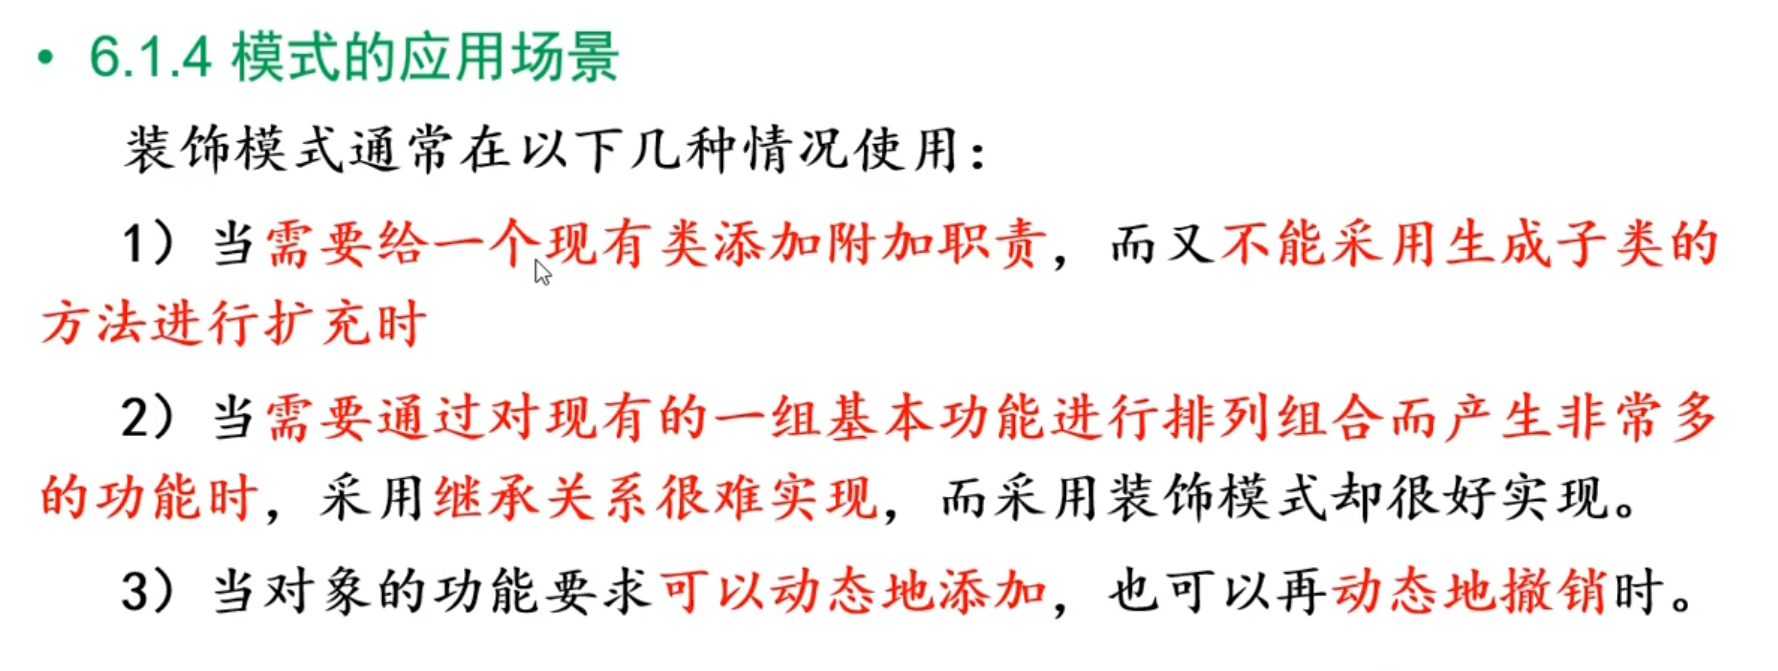 • 6.1.4 模式的应用场景
装饰模式通常在以下几种情况使用：
1）当需要给一个现有类添加附加职责，而又不能采用生成子类的
方法进行扩充时
2）当需要通过对现有的一组基本功能进行排列组合而产生非常多
的功能时，采用继承关系很难实现，而采用装饰模式却很好实现。
3）当对象的功能要求可以动态地添加，也可以再动态地撤销时。